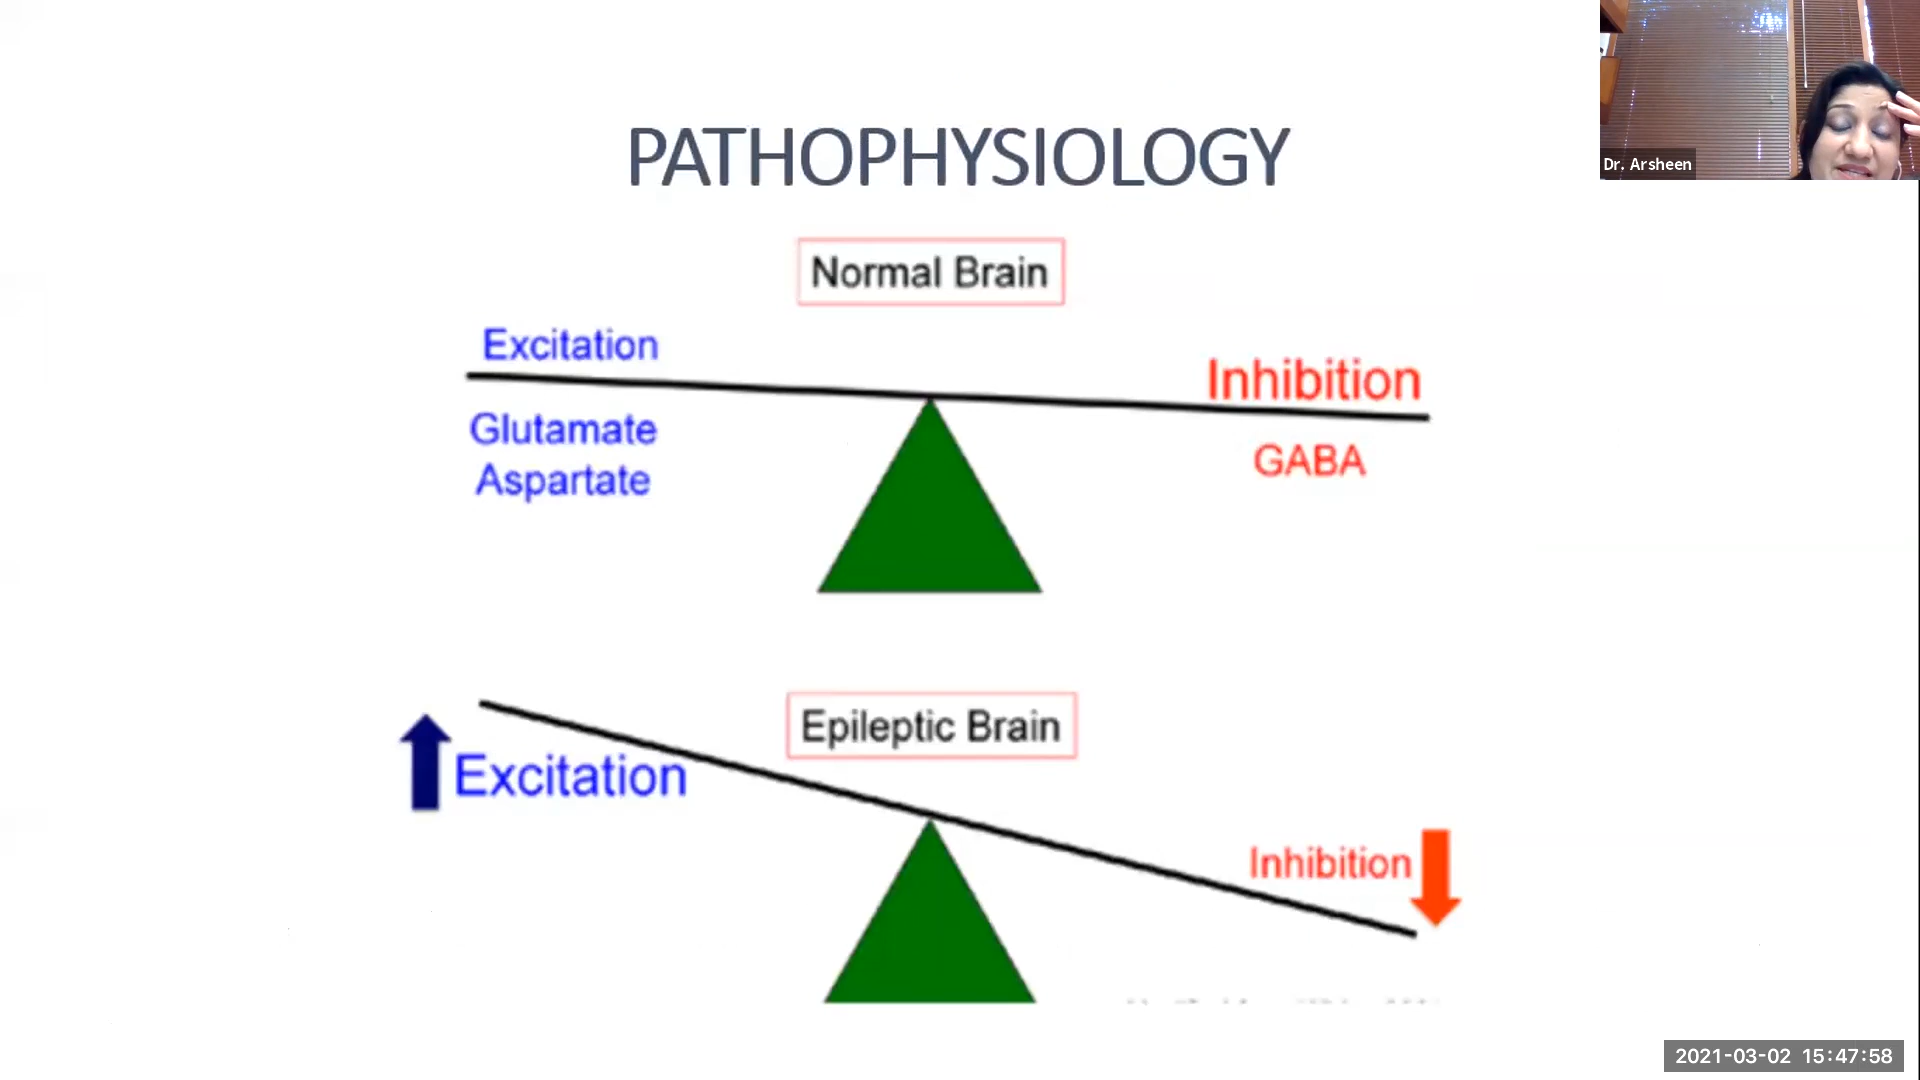 Dr. Arsheen
PATHOPHYSIOLOGY
Normal Brain
Excitation
Inhibition
Glutamate
Aspartate
GABA
Epileptic Brain
Excitation
Inhibition
2021-03-02 15:47:58